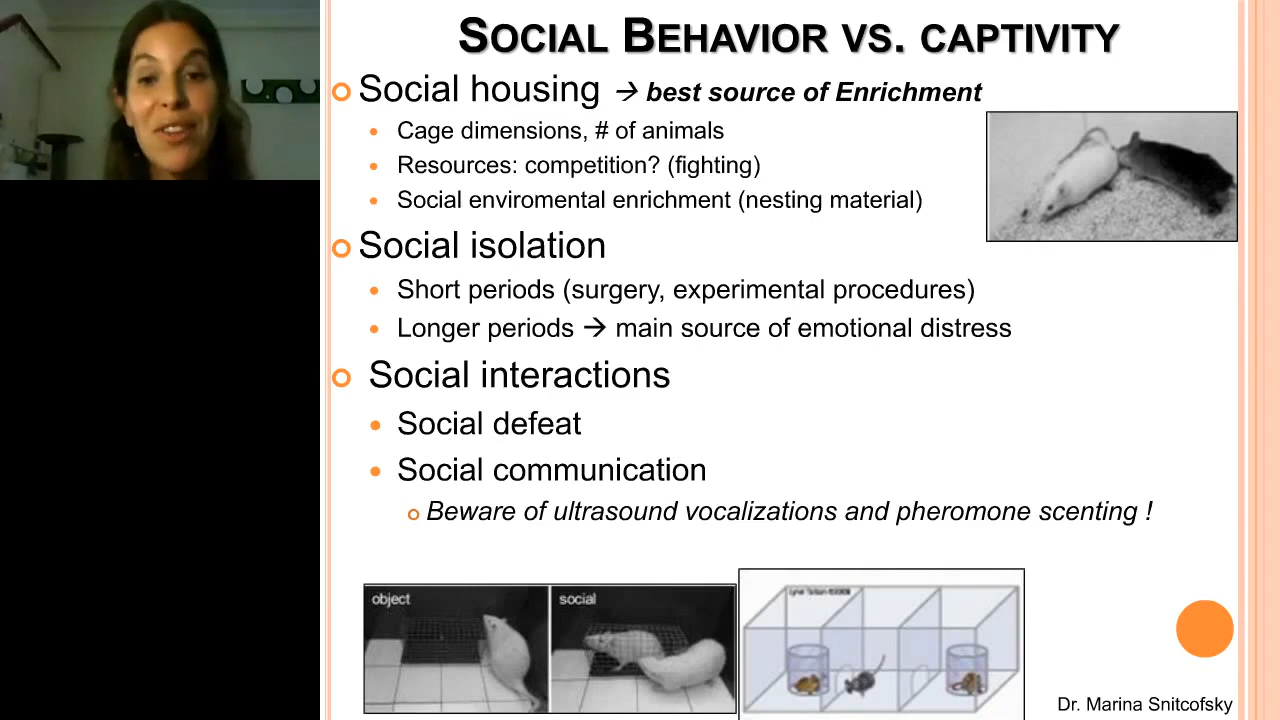 SOCIAL BEHAVIOR VS. CAPTIVITY
Social housing → best source of Enrichment
Cage dimensions, # of animals
Resources: competition? (fighting)
Social enviromental enrichment (nesting material)
Social isolation
Short periods (surgery, experimental procedures)
Longer periods → main source of emotional distress
Social interactions
Social defeat
Social communication
Beware of ultrasound vocalizations and pheromone scenting !
object
social
Dr. Marina Snitcofsky